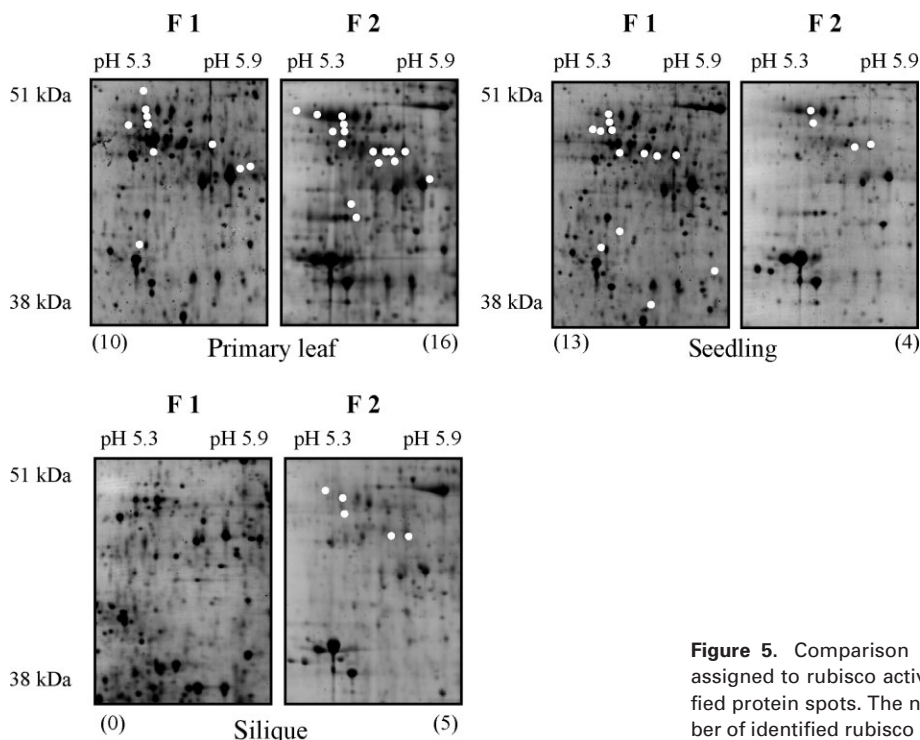 F 1 F 2
pH 5.3 pH 5.9 pH 5.3 pH 5.9
51 kDa
38 kDa
(10) Primary leaf (16)
F 1 F 2
pH 5.3 pH 5.9 pH 5.3 pH 5.9
51 kDa
38 kDa
(13) Seedling (4)
F 1 F 2
pH 5.3 pH 5.9 pH 5.3 pH 5.9
51 kDa
38 kDa
(0) Silique (5)
Figure 5. Comparison
assigned to rubisco activ
fied protein spots. The n
ber of identified rubisco